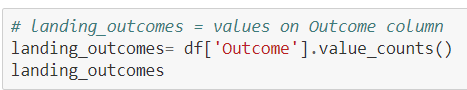 # landing_outcomes = values on Outcome column
landing_outcomes= df['Outcome'].value_counts()
landing_outcomes